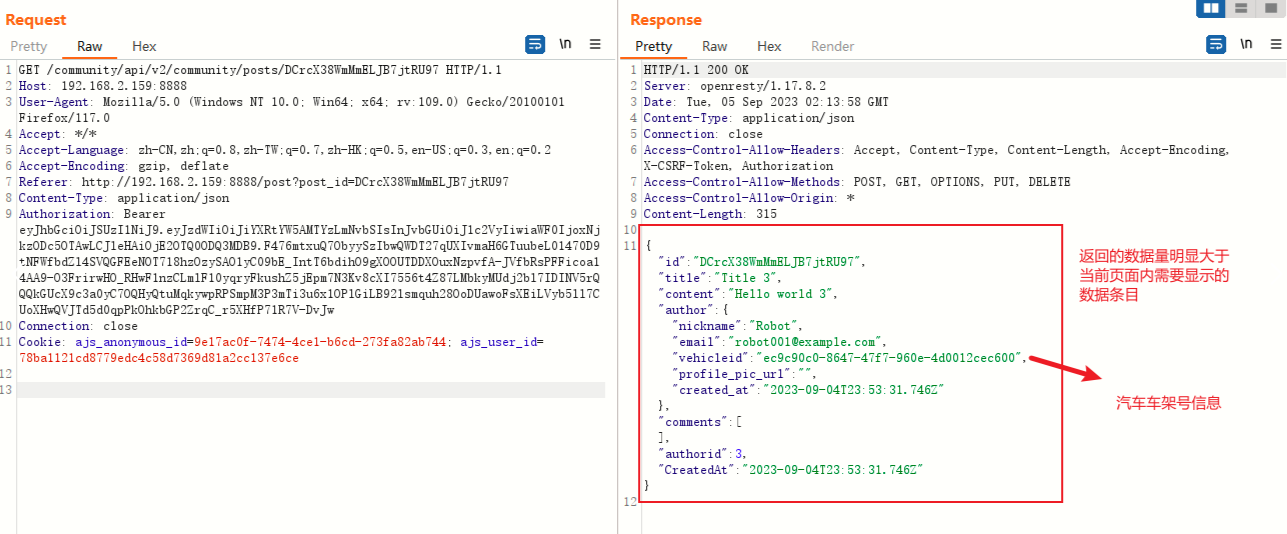 Request
Pretty Raw Hex
\n
1 GET /community/api/v2/community/posts/DCrcX38WmMmELJB7jtRU97 HTTP/1.1
2 Host: 192.168.2.159:8888
3 User-Agent: Mozilla/5.0 (Windows NT 10.0; Win64; x64; rv:109.0) Gecko/20100101
Firefox/117.0
4 Accept: */*
5 Accept-Language: zh-CN,zh;q=0.8,zh-TW;q=0.7,zh-HK;q=0.5,en-US;q=0.3,en;q=0.2
6 Accept-Encoding: gzip, deflate
7 Referer: http://192.168.2.159:8888/post?post_id=DCrcX38WmMmELJB7jtRU97
8 Content-Type: application/json
9 Authorization: Bearer
10 Connection: close
11 Cookie: ajs_anonymous_id=9e17ac0f-7474-4ce1-b6cd-273fa82ab744; ajs_user_id=
78ba1121cd8779edc4c58d7369d81a2cc137e6ce
12
13
Response
Pretty Raw Hex Render
\n
1 HTTP/1.1 200 OK
2 Server: openresty/1.17.8.2
3 Date: Tue, 05 Sep 2023 02:13:58 GMT
4 Content-Type: application/json
5 Connection: close
6 Access-Control-Allow-Headers: Accept, Content-Type, Content-Length, Accept-Encoding,
X-CSRF-Token, Authorization
7 Access-Control-Allow-Methods: POST, GET, OPTIONS, PUT, DELETE
8 Access-Control-Allow-Origin: *
9 Content-Length: 315
10
11 {
"id":"DCrcX38WmMmELJB7jtRU97",
"title":"Title 3",
"content":"Hello world 3",
"author":{
"nickname":"Robot",
"email":"robot001@example.com",
"vehicleid":"ec9c90c0-8647-47f7-960e-4d0012cec600",
"profile_pic_url":"",
"created_at":"2023-09-04T23:53:31.746Z"
},
"comments":[
],
"authorid":3,
"CreatedAt":"2023-09-04T23:53:31.746Z"
}
12
返回的数据量明显大于
当前页面内需要显示的
数据条目
汽车车架号信息